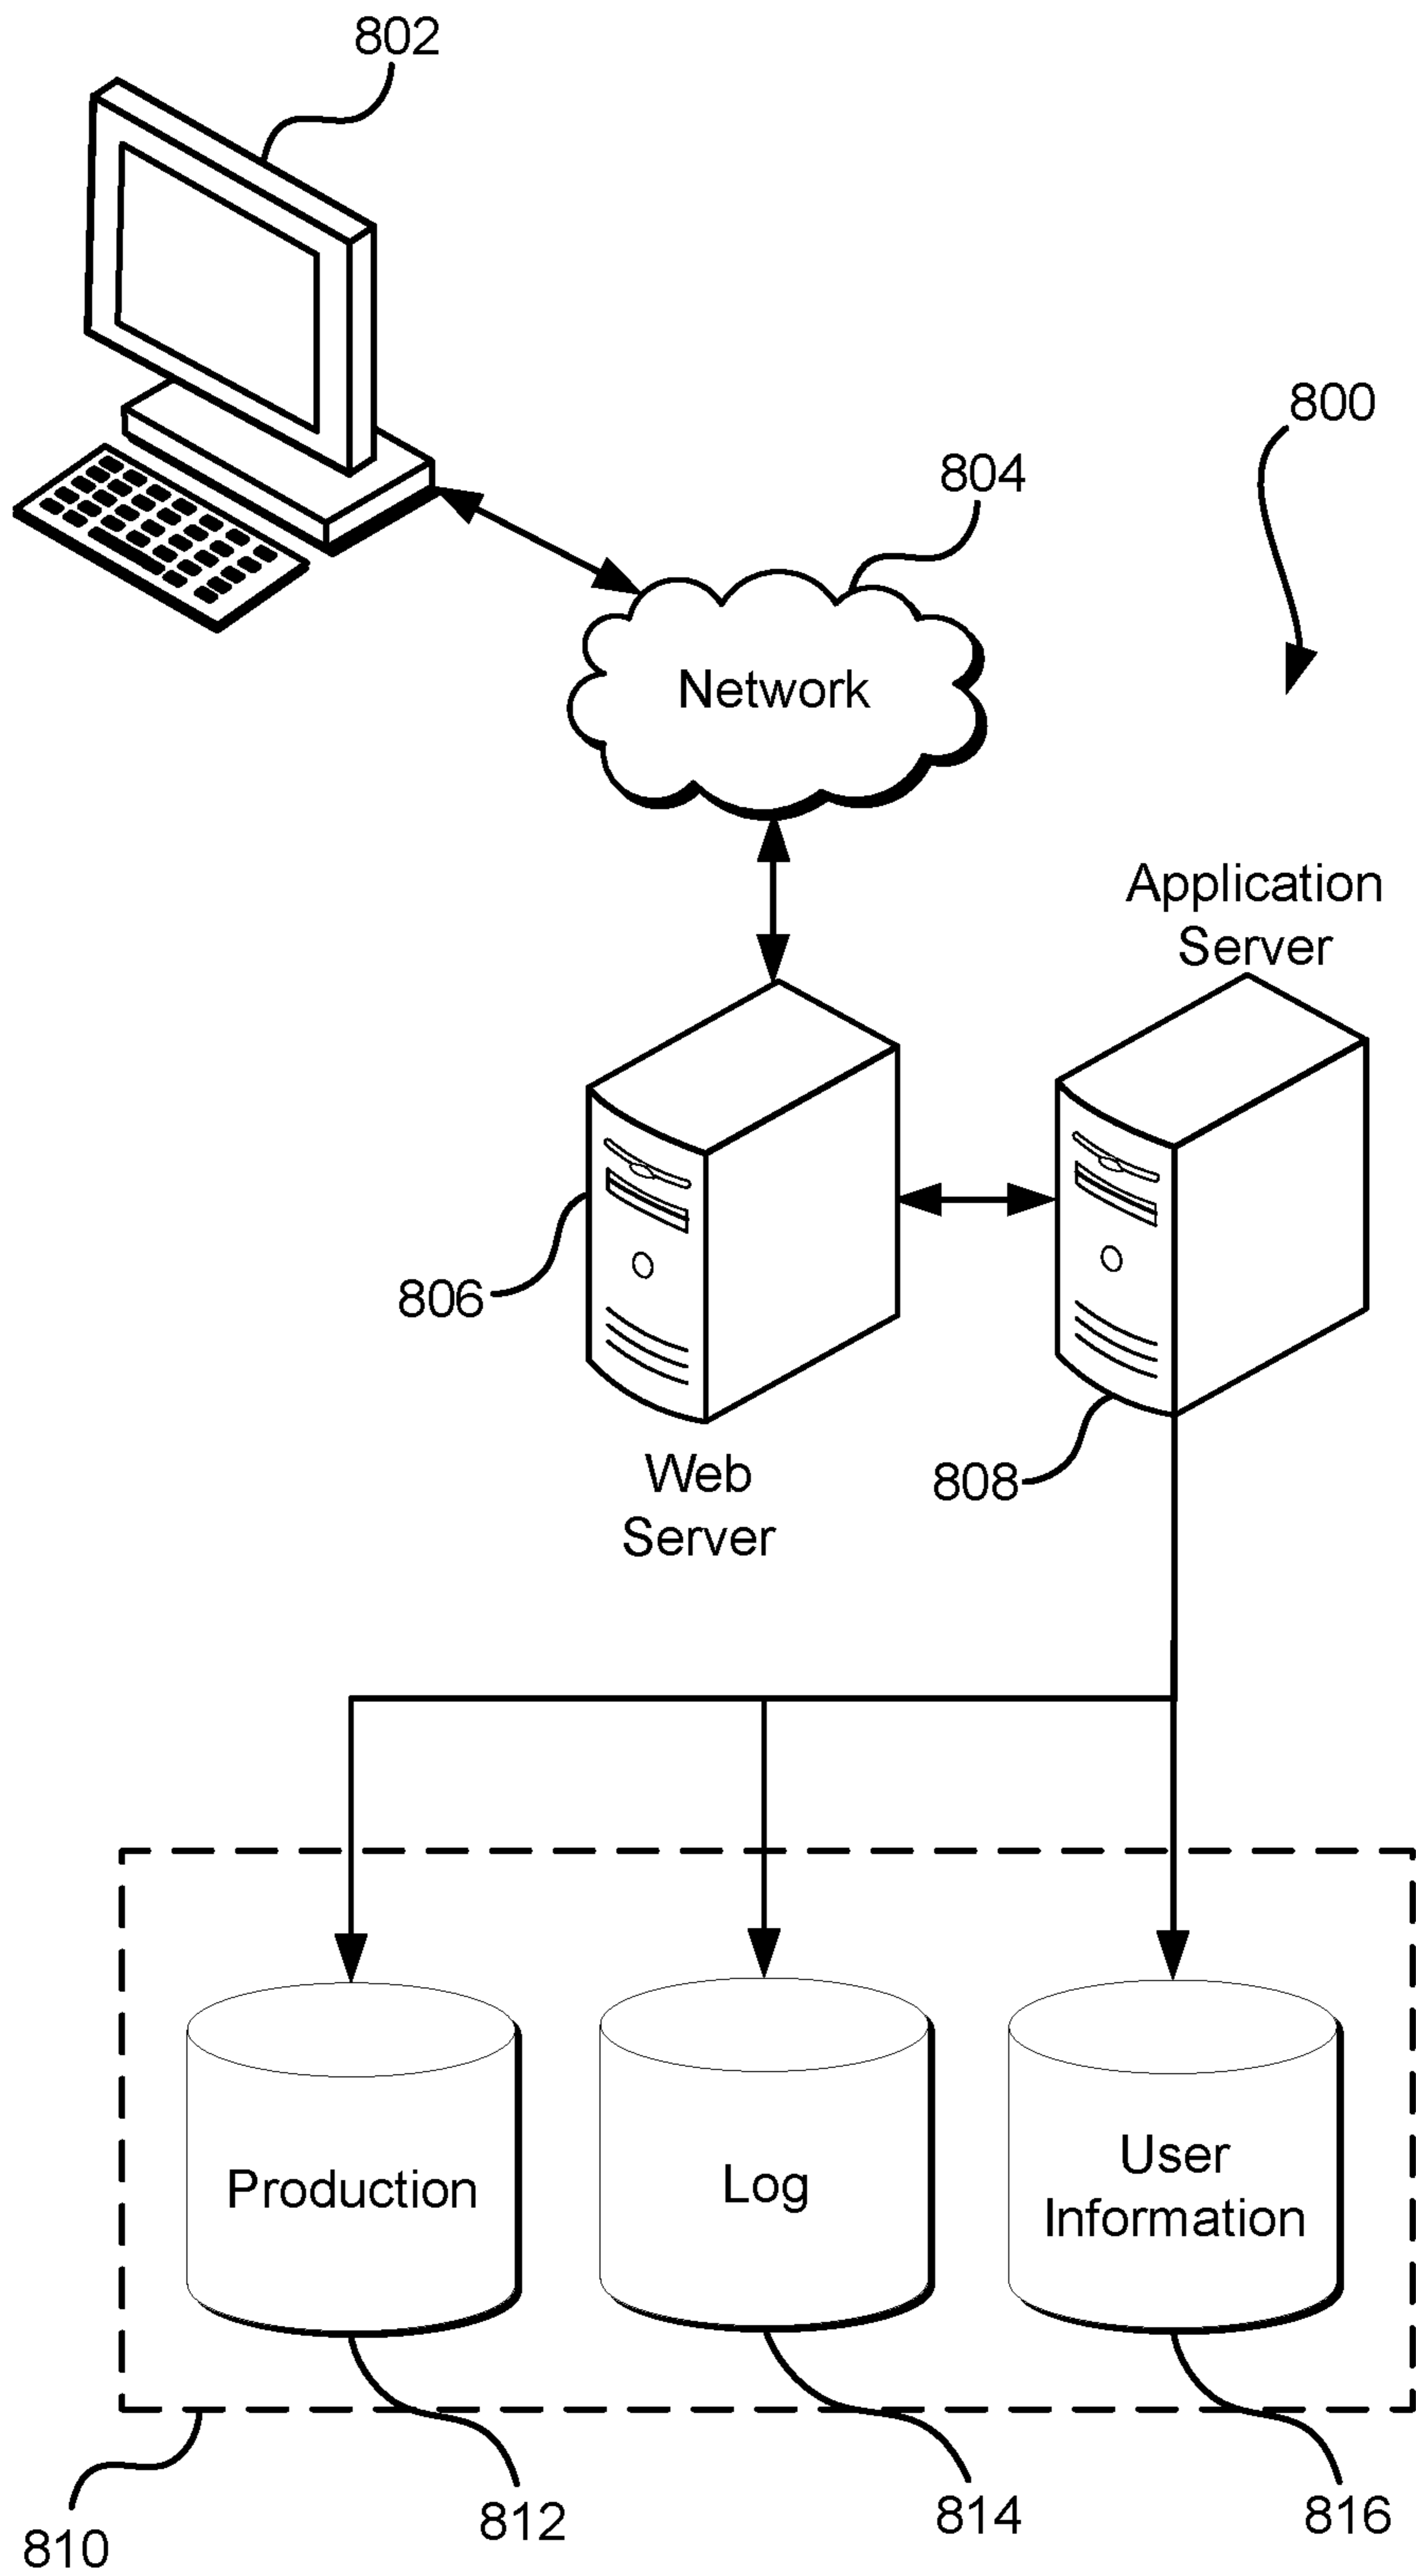 802
800
804
Network
Application
Server
806
Web
Server
808
Production
Log
User
Information
810
812
814
816